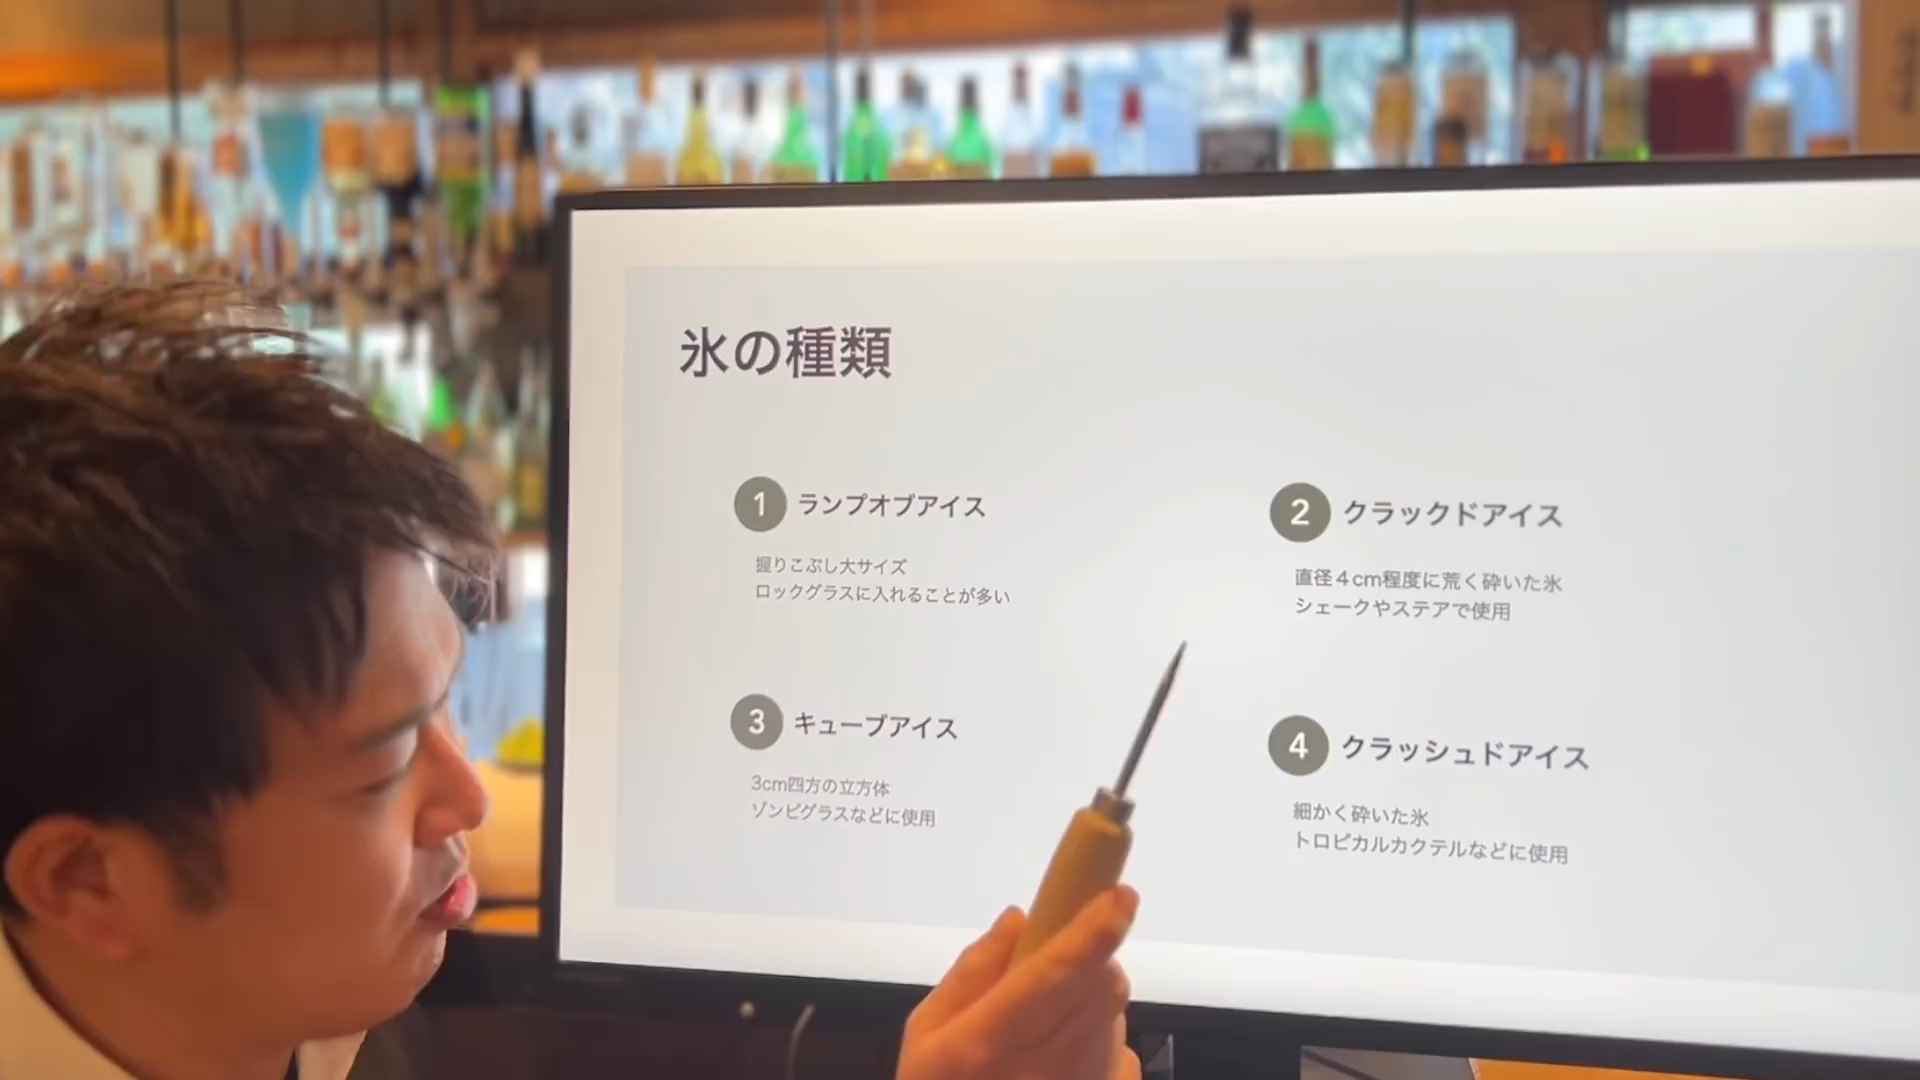 氷の種類
1 ランプオブアイス
握りこぶし大サイズ
ロックグラスに入れることが多い
2 クラックドアイス
直径4cm程度に荒く砕いた氷
シェークやステアで使用
3 キューブアイス
3cm四方の立方体
ゾンビグラスなどに使用
4 クラッシュドアイス
細かく砕いた氷
トロピカルカクテルなどに使用